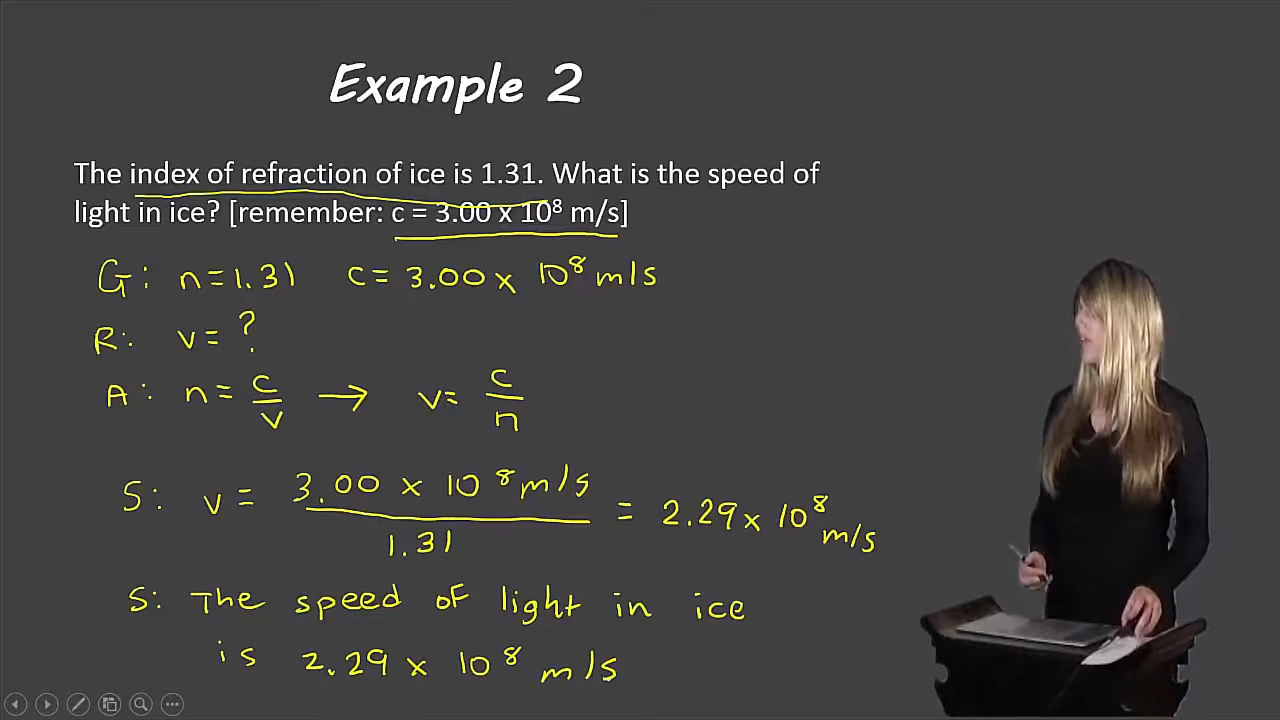 Example 2
The index of refraction of ice is 1.31. What is the speed of
light in ice? [remember: c = 3.00 x 10⁸ m/s]
G: n = 1.31 c = 3.00 x 10⁸ m/s
R: v = ?
A: n = c/v → v = c/n
S: v = 3.00 x 10⁸ m/s / 1.31 = 2.29 x 10⁸ m/s
S: The speed of light in ice
is 2.29 x 10⁸ m/s